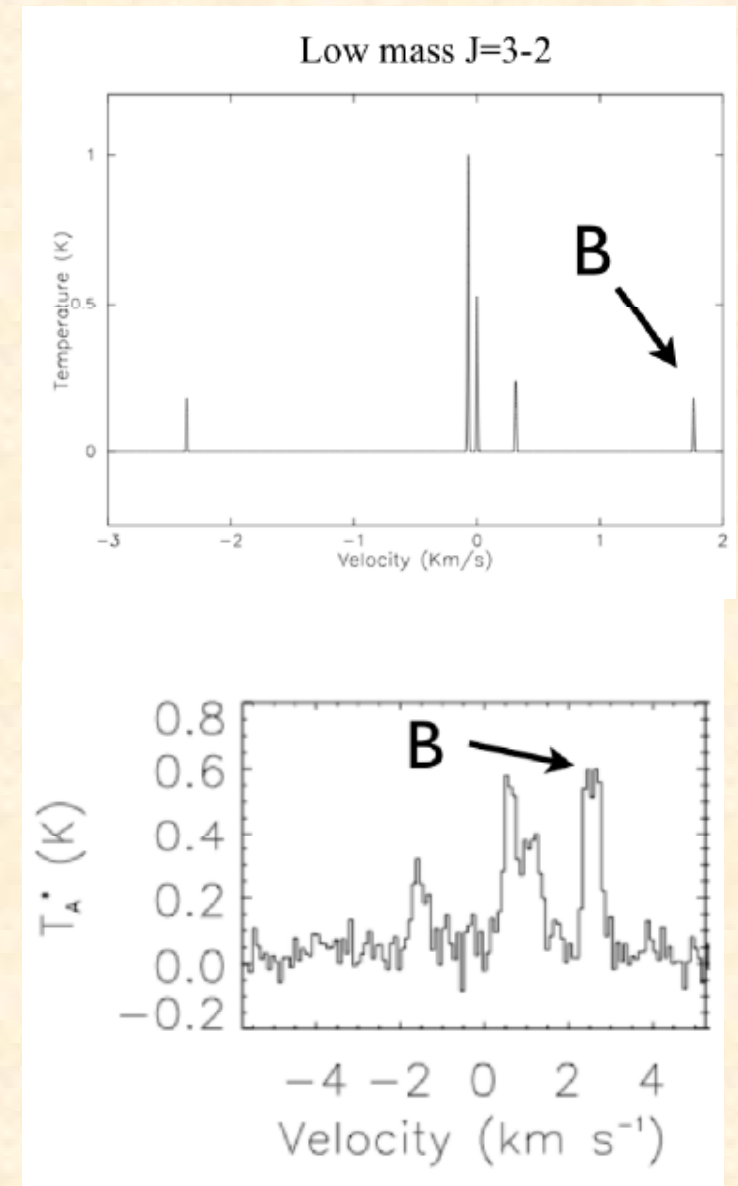 Low mass J=3-2
Temperature (K)
1
0.5
0
B
−3
−2
−1
0
1
2
Velocity (Km/s)
T_A^* (K)
0.8
0.6
0.4
0.2
0.0
−0.2
B
−4 −2 0 2 4
Velocity (km s⁻¹)